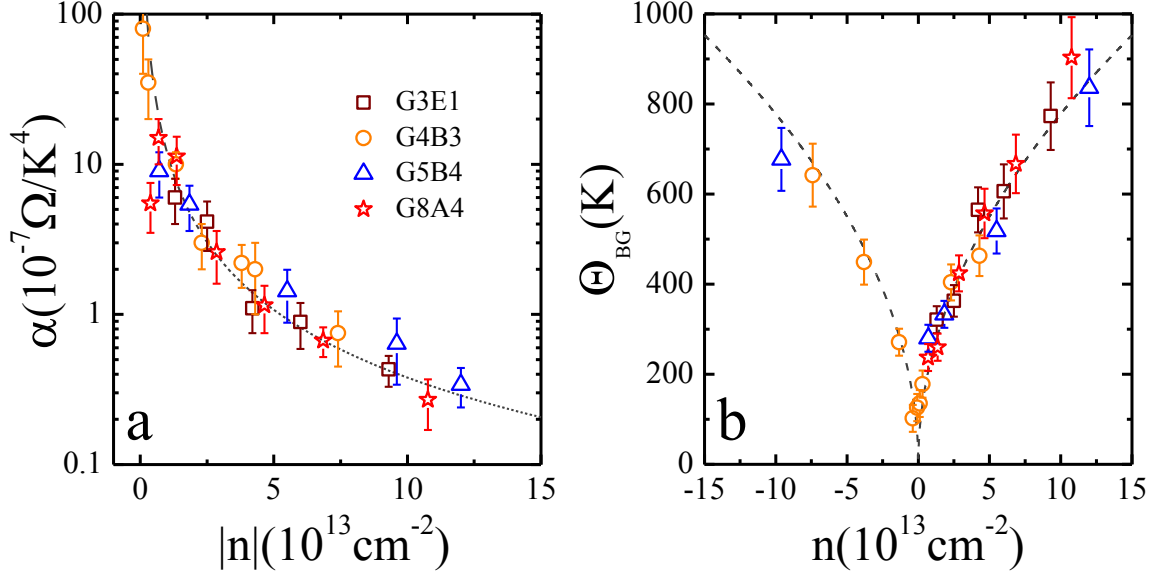 α(10⁻⁷Ω/K⁴)
100
10
1
0.1
G3E1
G4B3
G5B4
G8A4
a
0 5 10 15
|n|(10¹³cm⁻²)
Θ_BG(K)
1000
800
600
400
200
0
b
-15 -10 -5 0 5 10 15
n(10¹³cm⁻²)